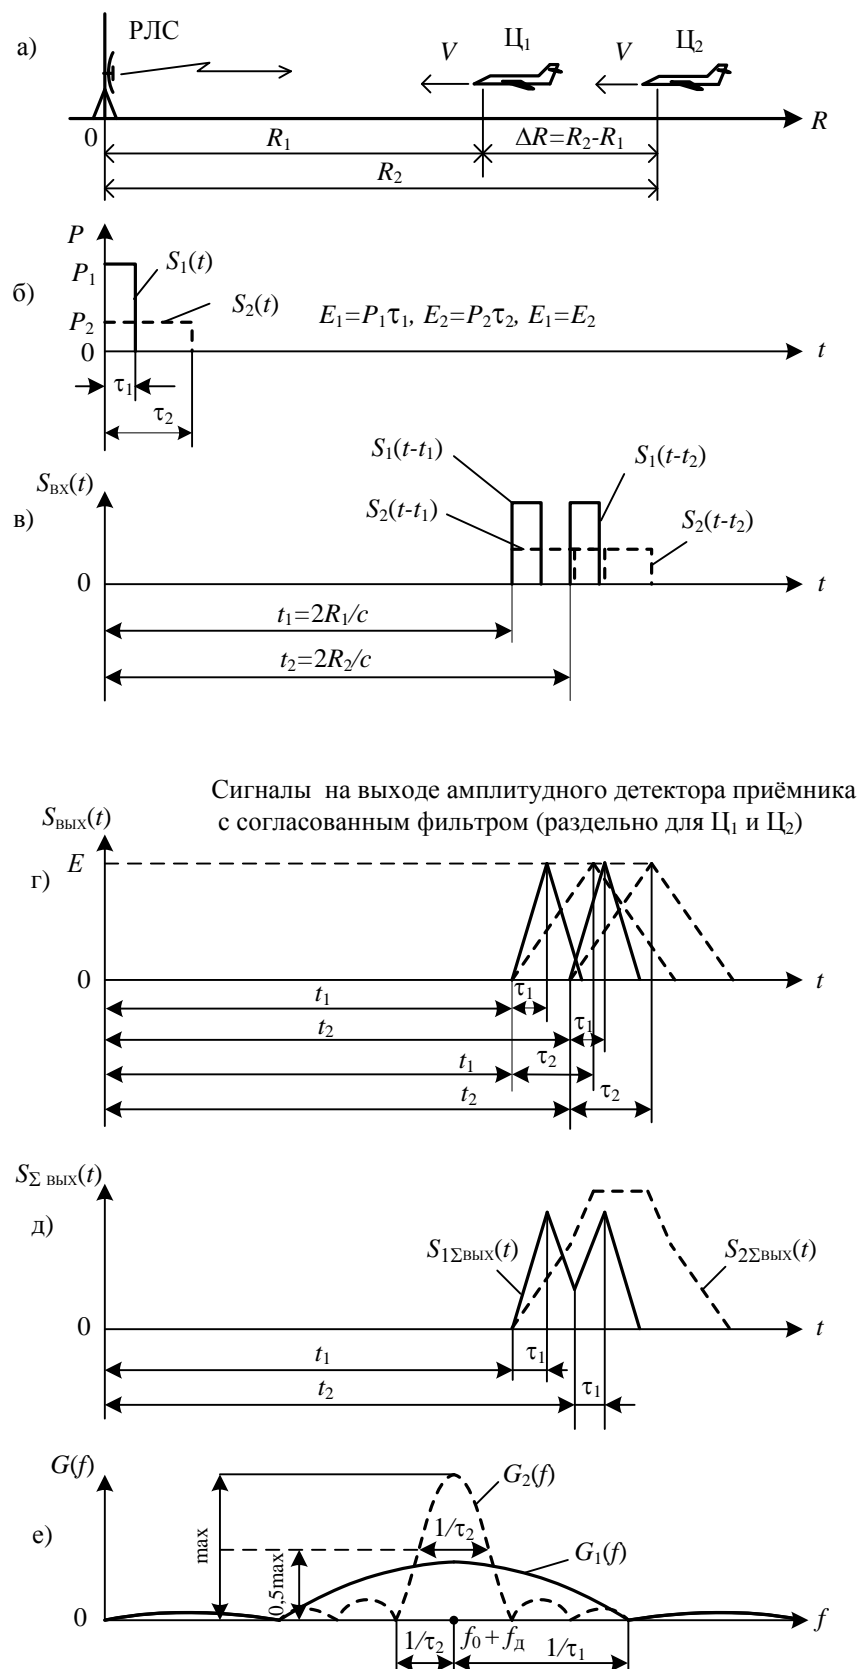 а)
РЛС
V
Ц1
V
Ц2
0
R
R1
ΔR=R2-R1
R2
б)
P
P1
S1(t)
P2
S2(t)
E1=P1τ1, E2=P2τ2, E1=E2
0
t
τ1
τ2
в)
Sвх(t)
S1(t-t1)
S1(t-t2)
S2(t-t1)
S2(t-t2)
0
t
t1=2R1/c
t2=2R2/c
Сигналы на выходе амплитудного детектора приёмника
с согласованным фильтром (раздельно для Ц1 и Ц2)
г)
Sвых(t)
E
0
t
t1
τ1
t2
τ1
t1
τ2
t2
τ2
д)
SΣ вых(t)
S1Σвых(t)
S2Σвых(t)
0
t
t1
τ1
t2
τ1
е)
G(f)
max
0,5max
1/τ2
G2(f)
G1(f)
0
f
1/τ2
f0+fд
1/τ1